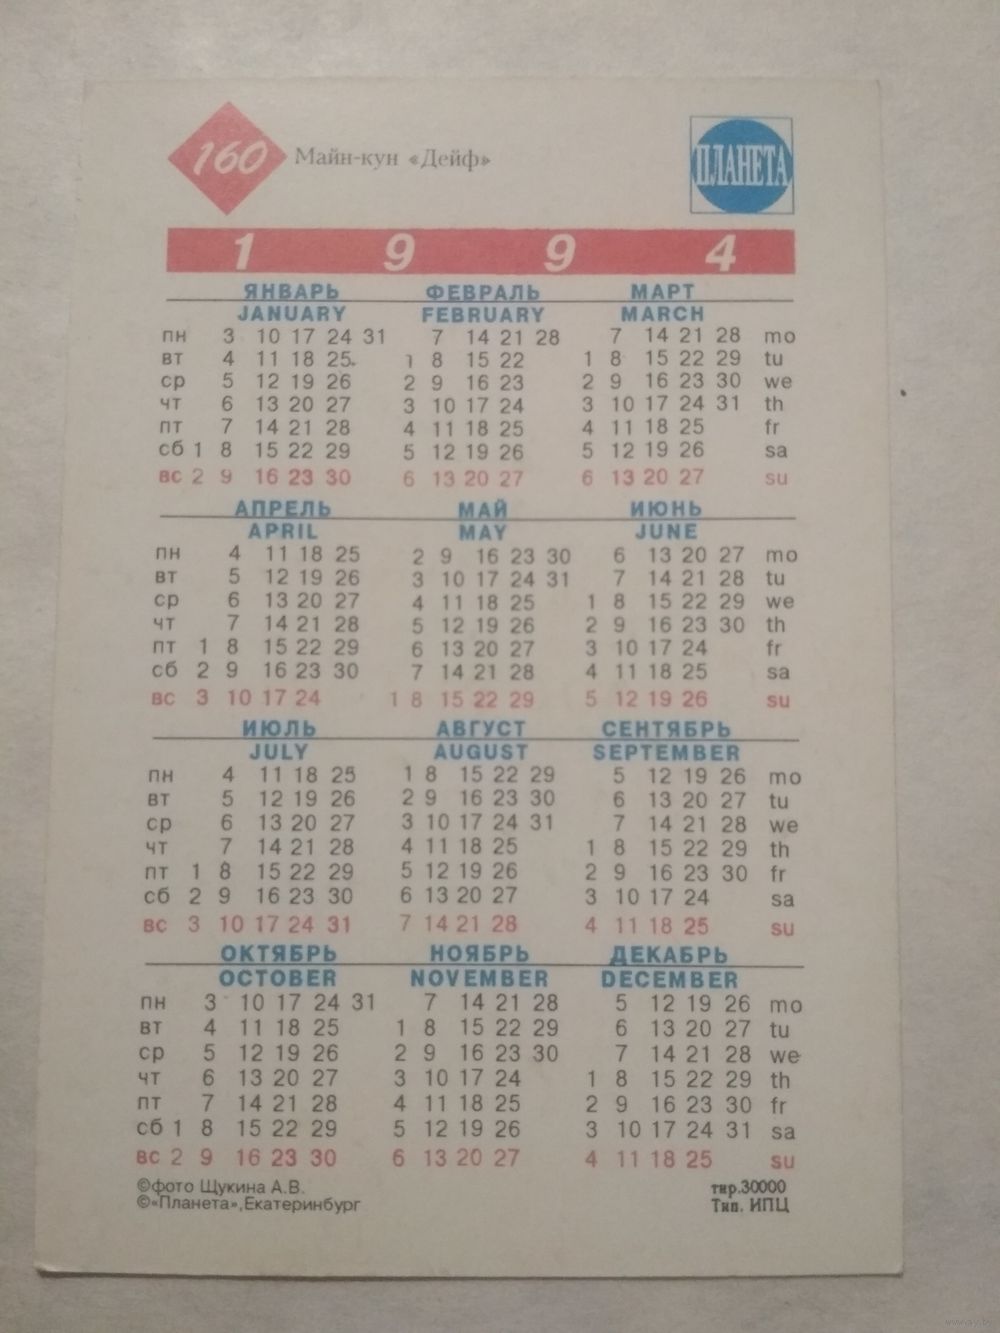 160 Майн-кун «Дейф» ПЛАНЕТА
1 9 9 4
ЯНВАРЬ ФЕВРАЛЬ МАРТ
JANUARY FEBRUARY MARCH
пн 3 10 17 24 31 7 14 21 28 7 14 21 28 mo
вт 4 11 18 25 1 8 15 22 1 8 15 22 29 tu
ср 5 12 19 26 2 9 16 23 2 9 16 23 30 we
чт 6 13 20 27 3 10 17 24 3 10 17 24 31 th
пт 7 14 21 28 4 11 18 25 4 11 18 25 fr
сб 1 8 15 22 29 5 12 19 26 5 12 19 26 sa
вс 2 9 16 23 30 6 13 20 27 6 13 20 27 su
АПРЕЛЬ МАЙ ИЮНЬ
APRIL MAY JUNE
пн 4 11 18 25 2 9 16 23 30 6 13 20 27 mo
вт 5 12 19 26 3 10 17 24 31 7 14 21 28 tu
ср 6 13 20 27 4 11 18 25 1 8 15 22 29 we
чт 7 14 21 28 5 12 19 26 2 9 16 23 30 th
пт 1 8 15 22 29 6 13 20 27 3 10 17 24 fr
сб 2 9 16 23 30 7 14 21 28 4 11 18 25 sa
вс 3 10 17 24 1 8 15 22 29 5 12 19 26 su
ИЮЛЬ АВГУСТ СЕНТЯБРЬ
JULY AUGUST SEPTEMBER
пн 4 11 18 25 1 8 15 22 29 5 12 19 26 mo
вт 5 12 19 26 2 9 16 23 30 6 13 20 27 tu
ср 6 13 20 27 3 10 17 24 31 7 14 21 28 we
чт 7 14 21 28 4 11 18 25 1 8 15 22 29 th
пт 1 8 15 22 29 5 12 19 26 2 9 16 23 30 fr
сб 2 9 16 23 30 6 13 20 27 3 10 17 24 sa
вс 3 10 17 24 31 7 14 21 28 4 11 18 25 su
ОКТЯБРЬ НОЯБРЬ ДЕКАБРЬ
OCTOBER NOVEMBER DECEMBER
пн 3 10 17 24 31 7 14 21 28 5 12 19 26 mo
вт 4 11 18 25 1 8 15 22 29 6 13 20 27 tu
ср 5 12 19 26 2 9 16 23 30 7 14 21 28 we
чт 6 13 20 27 3 10 17 24 1 8 15 22 29 th
пт 7 14 21 28 4 11 18 25 2 9 16 23 30 fr
сб 1 8 15 22 29 5 12 19 26 3 10 17 24 31 sa
вс 2 9 16 23 30 6 13 20 27 4 11 18 25 su
©фото Щукина А.В. тир.30000
©«Планета»,Екатеринбург Тип. ИПЦ